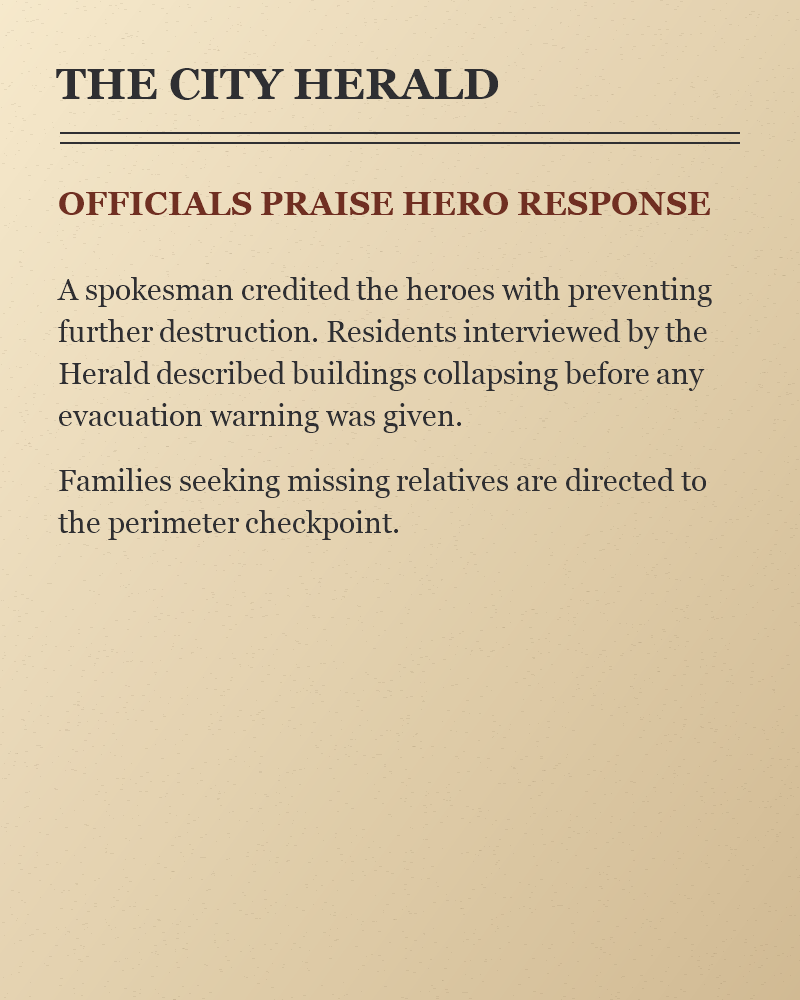 THE CITY HERALD
OFFICIALS PRAISE HERO RESPONSE
A spokesman credited the heroes with preventing
further destruction. Residents interviewed by the
Herald described buildings collapsing before any
evacuation warning was given.
Families seeking missing relatives are directed to
the perimeter checkpoint.